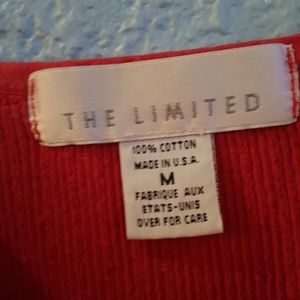 THE LIMITED
100% COTTON
MADE IN U.S.A.
M
FABRIQUE AUX
ETATS-UNIS
OVER FOR CARE